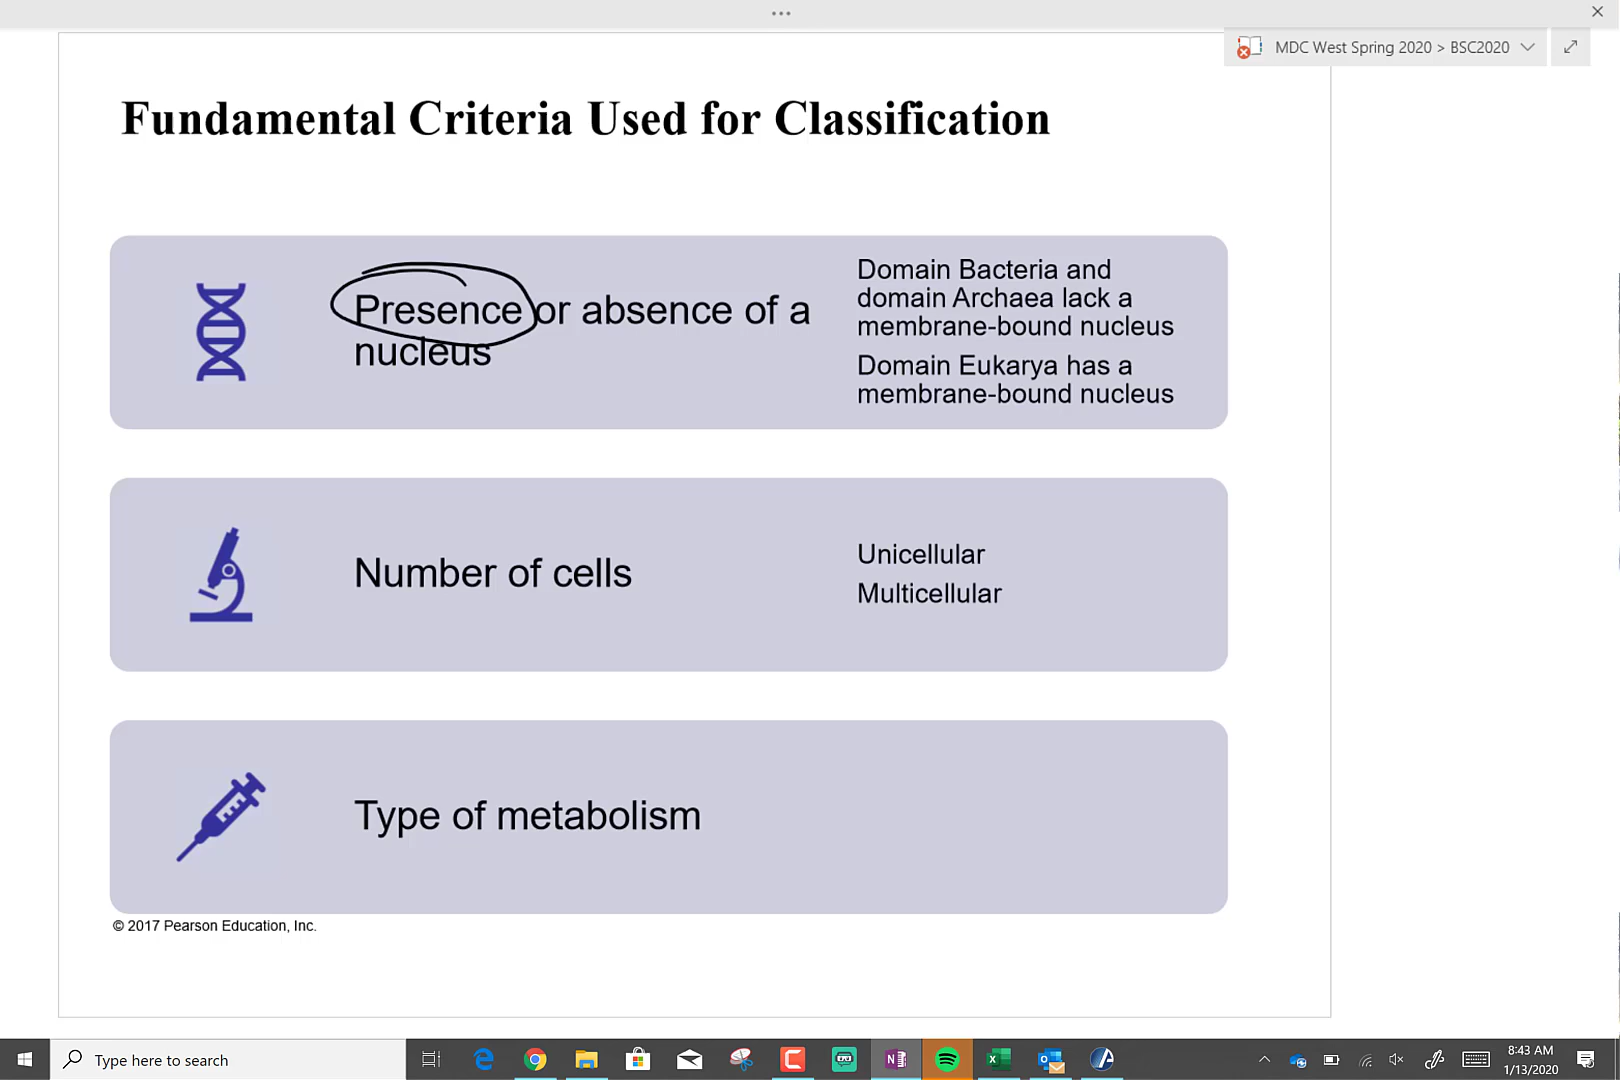 MDC West Spring 2020 > BSC2020
Fundamental Criteria Used for Classification
Presence or absence of a
nucleus
Domain Bacteria and
domain Archaea lack a
membrane-bound nucleus
Domain Eukarya has a
membrane-bound nucleus
Number of cells
Unicellular
Multicellular
Type of metabolism
© 2017 Pearson Education, Inc.
Type here to search
8:43 AM
1/13/2020